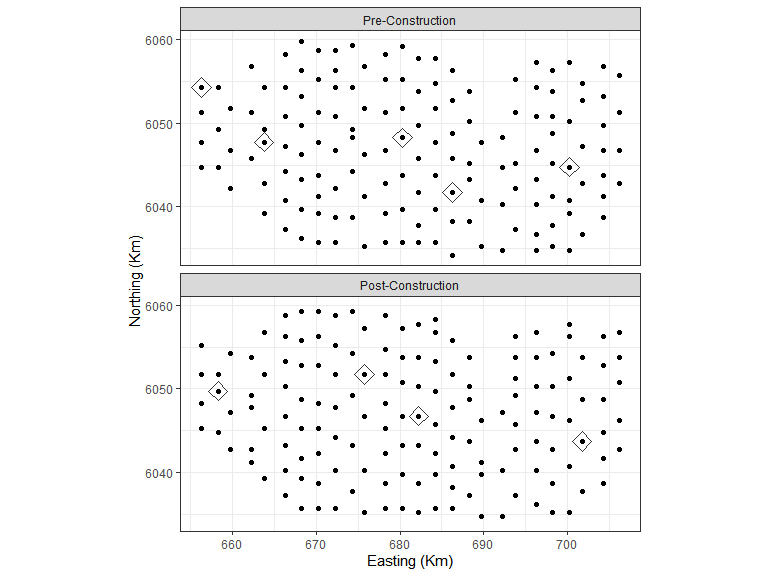 Pre-Construction
6060
6050
6040
Northing (Km)
Post-Construction
6060
6050
6040
660 670 680 690 700
Easting (Km)